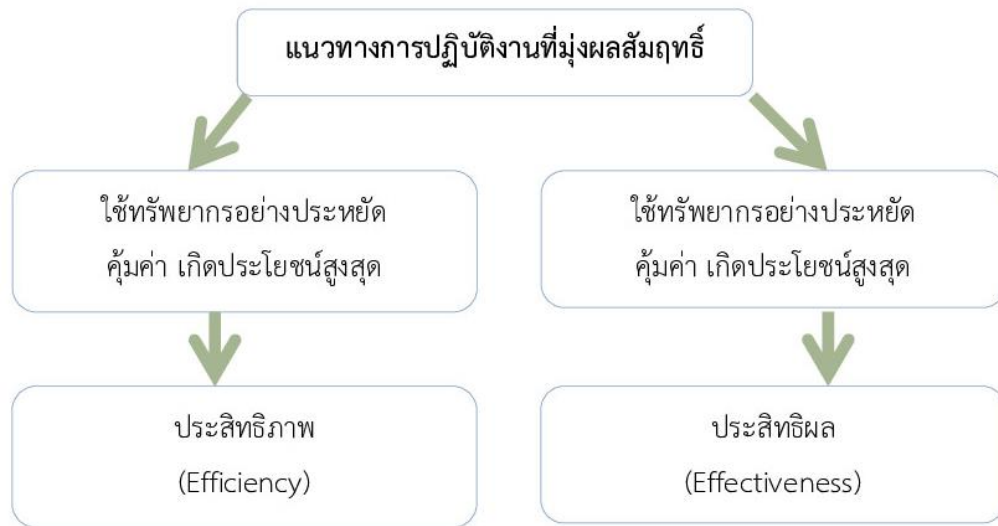 แนวทางการปฏิบัติงานที่มุ่งผลสัมฤทธิ์
ใช้ทรัพยากรอย่างประหยัด
คุ้มค่า เกิดประโยชน์สูงสุด
ใช้ทรัพยากรอย่างประหยัด
คุ้มค่า เกิดประโยชน์สูงสุด
ประสิทธิภาพ
(Efficiency)
ประสิทธิผล
(Effectiveness)